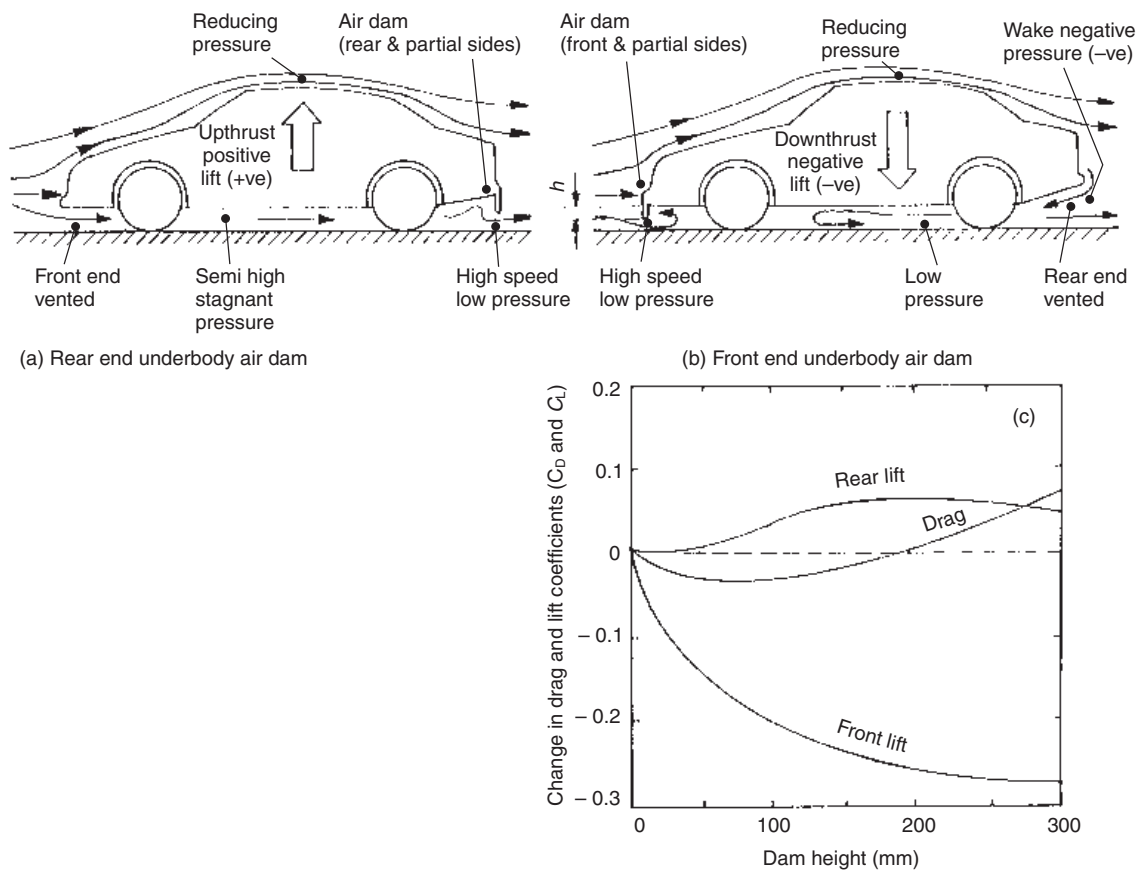 Reducing
pressure
Air dam
(rear & partial sides)
Upthrust
positive
lift (+ve)
Front end
vented
Semi high
stagnant
pressure
High speed
low pressure
(a) Rear end underbody air dam
Air dam
(front & partial sides)
Reducing
pressure
Wake negative
pressure (–ve)
Downthrust
negative
lift (–ve)
h
High speed
low pressure
Low
pressure
Rear end
vented
(b) Front end underbody air dam
Change in drag and lift coefficients (CD and CL)
0.2
0.1
0
– 0.1
– 0.2
– 0.3
(c)
Rear lift
Drag
Front lift
0
100
200
300
Dam height (mm)